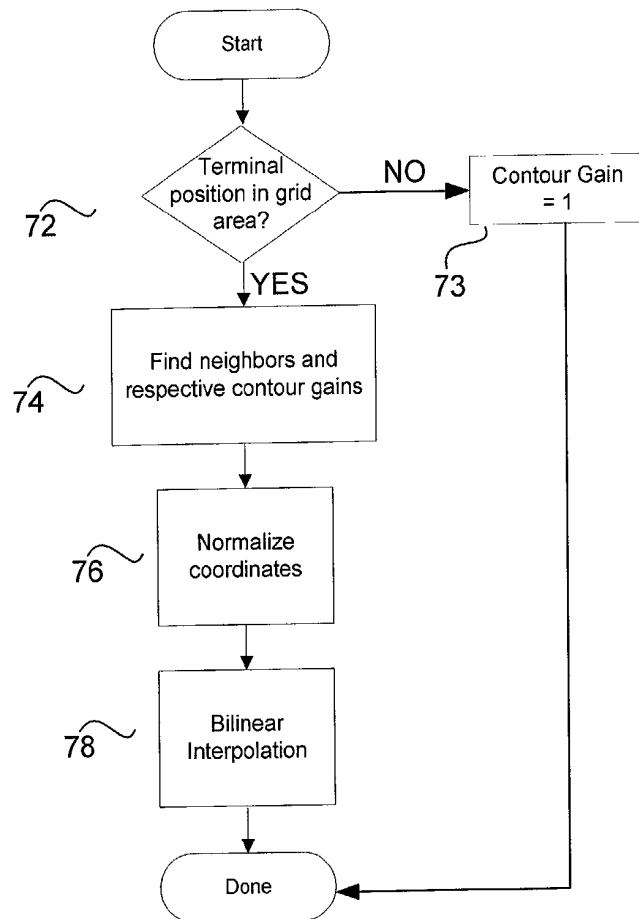 Start
Terminal
position in grid
area?
72
NO
Contour Gain
= 1
73
YES
Find neighbors and
respective contour gains
74
Normalize
coordinates
76
Bilinear
Interpolation
78
Done